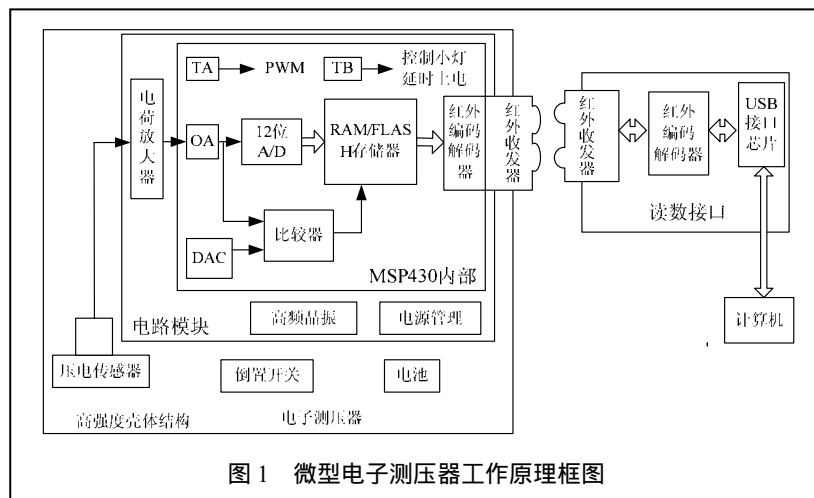 TA
PWM
TB
控制小灯
延时上电
电荷放大器
OA
12位
A/D
RAM/FLAS
H存储器
红外
编码
解码器
红外收发器
DAC
比较器
MSP430内部
高频晶振
电源管理
电路模块
压电传感器
倒置开关
电池
高强度壳体结构
电子测压器
红外收发器
红外
编码
解码器
USB
接口
芯片
读数接口
计算机
图 1 微型电子测压器工作原理框图